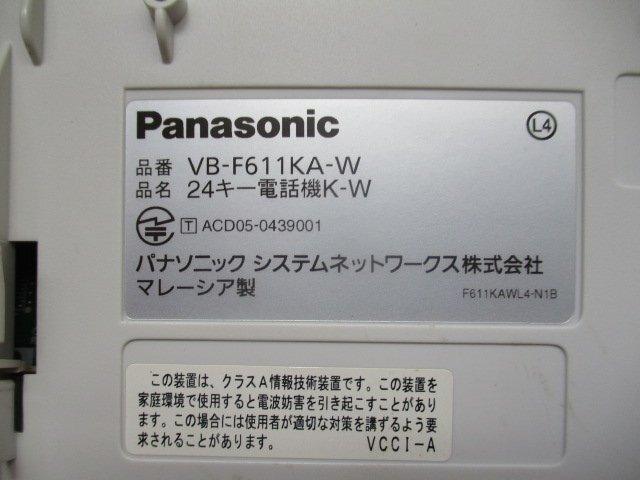 Panasonic
L4
品番 VB-F611KA-W
品名 24キー電話機K-W
T ACD05-0439001
パナソニック システムネットワークス株式会社
マレーシア製
F611KAWL4-N1B
この装置は、クラスA情報技術装置です。この装置を
家庭環境で使用すると電波妨害を引き起こすことがあり
ます。この場合には使用者が適切な対策を講ずるよう要
求されることがあります。 VCCI-A